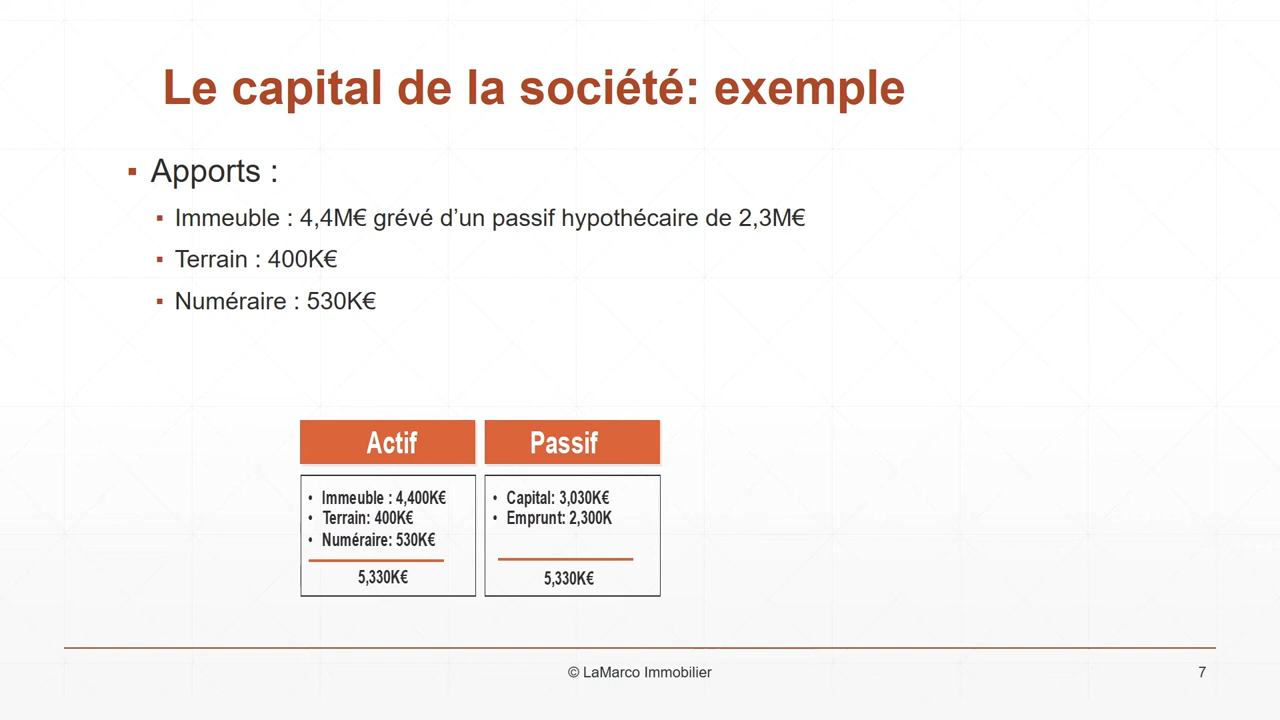 Le capital de la société: exemple
▪ Apports :
▪ Immeuble : 4,4M€ grévé d’un passif hypothécaire de 2,3M€
▪ Terrain : 400K€
▪ Numéraire : 530K€
Actif
• Immeuble : 4,400K€
• Terrain: 400K€
• Numéraire: 530K€
5,330K€
Passif
• Capital: 3,030K€
• Emprunt: 2,300K
5,330K€
© LaMarco Immobilier
7